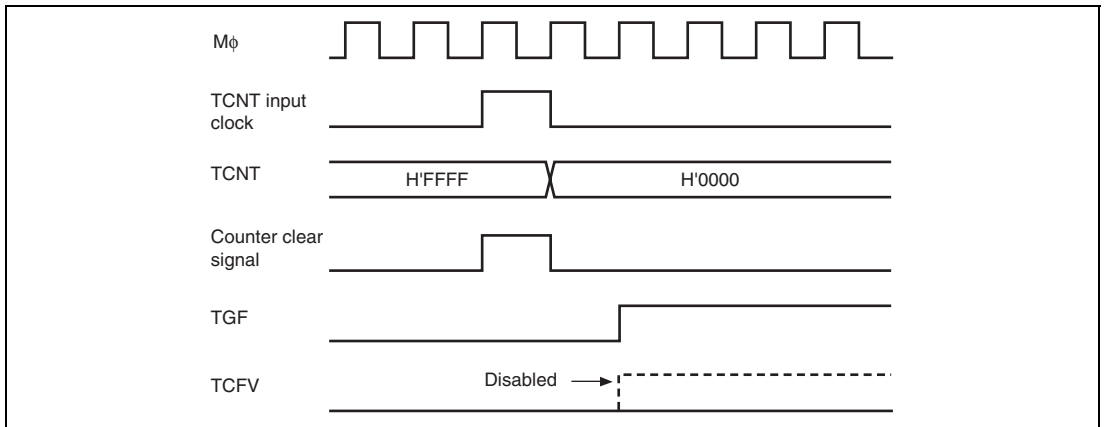 Mϕ
TCNT input
clock
TCNT
H'FFFF
H'0000
Counter clear
signal
TGF
TCFV
Disabled